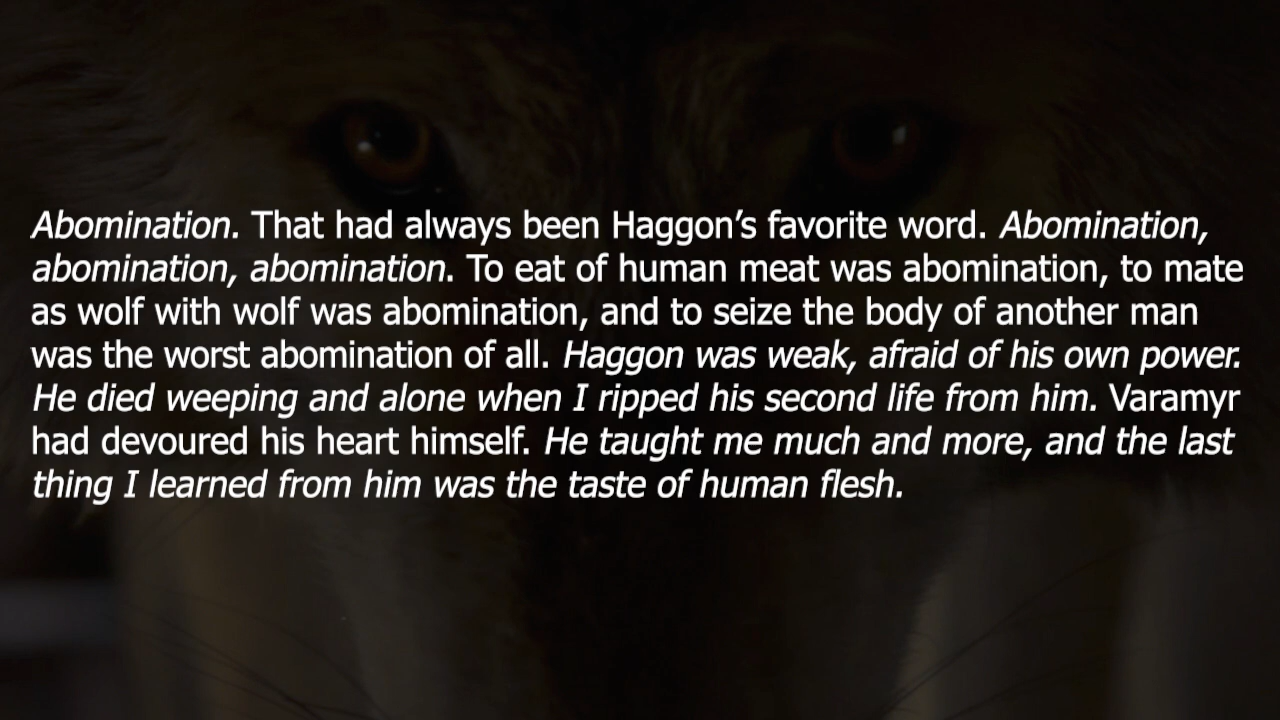 Abomination. That had always been Haggon’s favorite word. Abomination,
abomination, abomination. To eat of human meat was abomination, to mate
as wolf with wolf was abomination, and to seize the body of another man
was the worst abomination of all. Haggon was weak, afraid of his own power.
He died weeping and alone when I ripped his second life from him. Varamyr
had devoured his heart himself. He taught me much and more, and the last
thing I learned from him was the taste of human flesh.